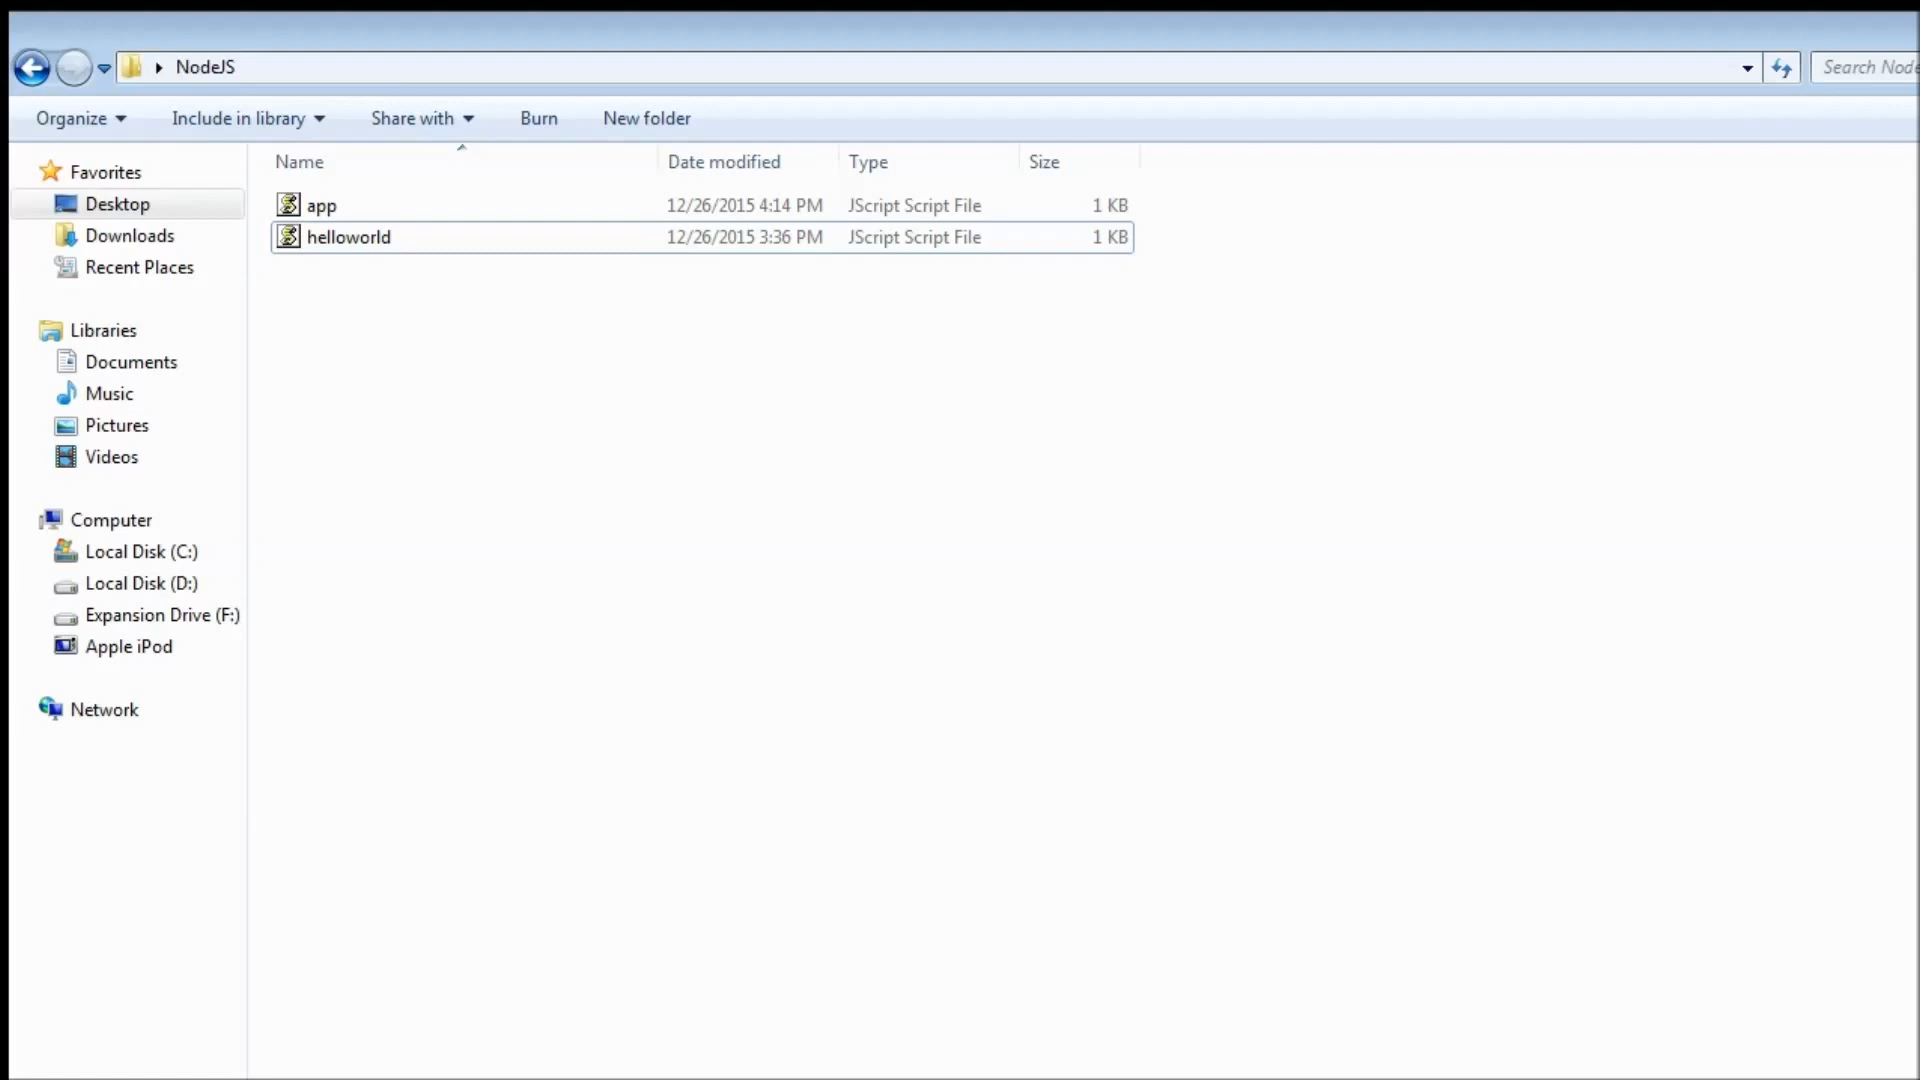 NodeJS
Search Node
Organize
Include in library
Share with
Burn
New folder
Name
Date modified
Type
Size
app 12/26/2015 4:14 PM JScript Script File 1 KB
helloworld 12/26/2015 3:36 PM JScript Script File 1 KB
Favorites
Desktop
Downloads
Recent Places
Libraries
Documents
Music
Pictures
Videos
Computer
Local Disk (C:)
Local Disk (D:)
Expansion Drive (F:)
Apple iPod
Network